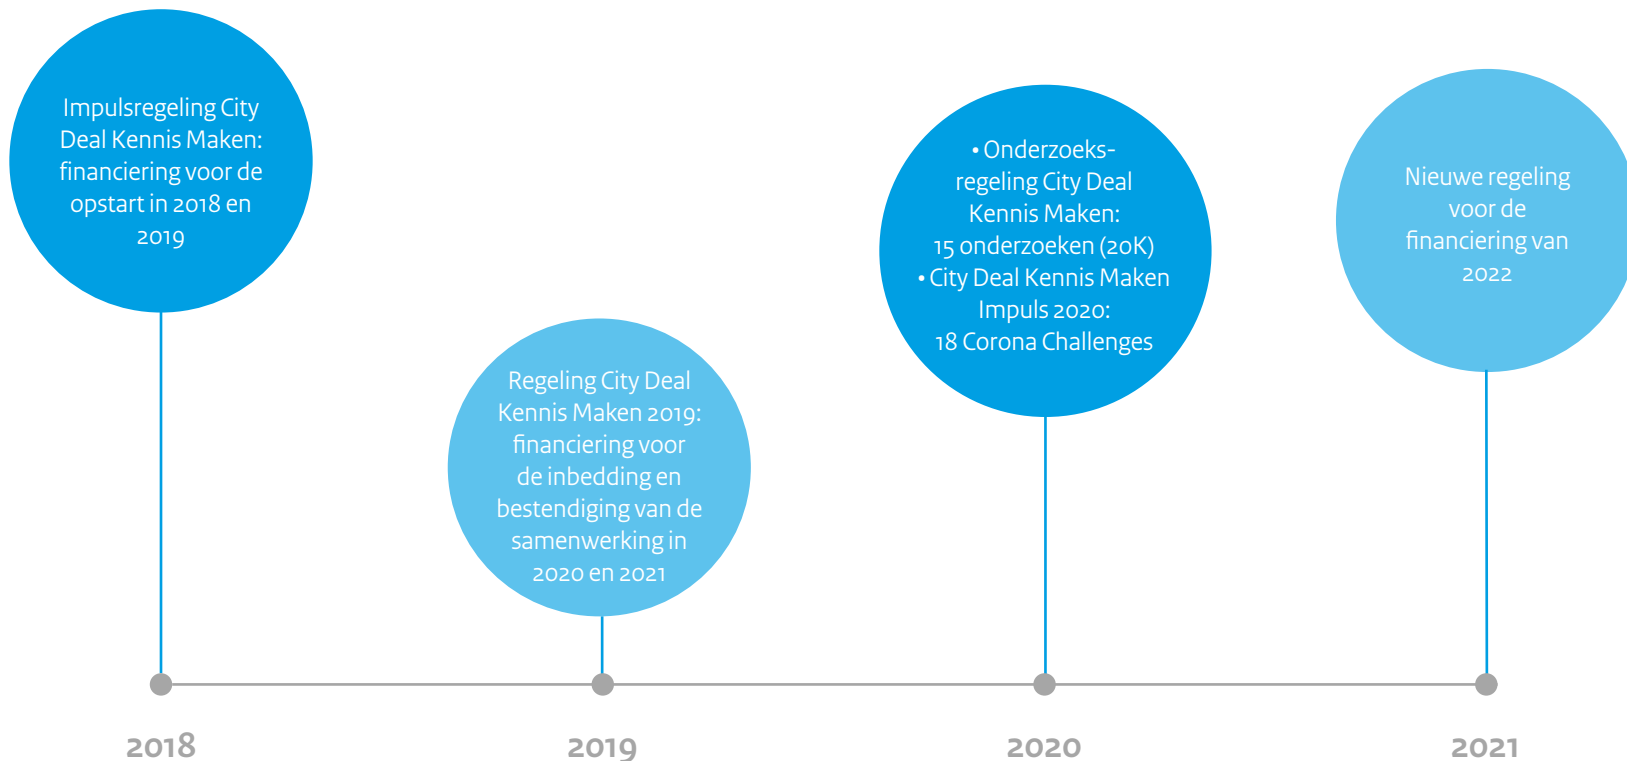 Impulsregeling City
Deal Kennis Maken:
financiering voor de
opstart in 2018 en
2019
Regeling City Deal
Kennis Maken 2019:
financiering voor
de inbedding en
bestendiging van de
samenwerking in
2020 en 2021
• Onderzoeks-
regeling City Deal
Kennis Maken:
15 onderzoeken (20K)
• City Deal Kennis Maken
Impuls 2020:
18 Corona Challenges
Nieuwe regeling
voor de
financiering van
2022
2018
2019
2020
2021